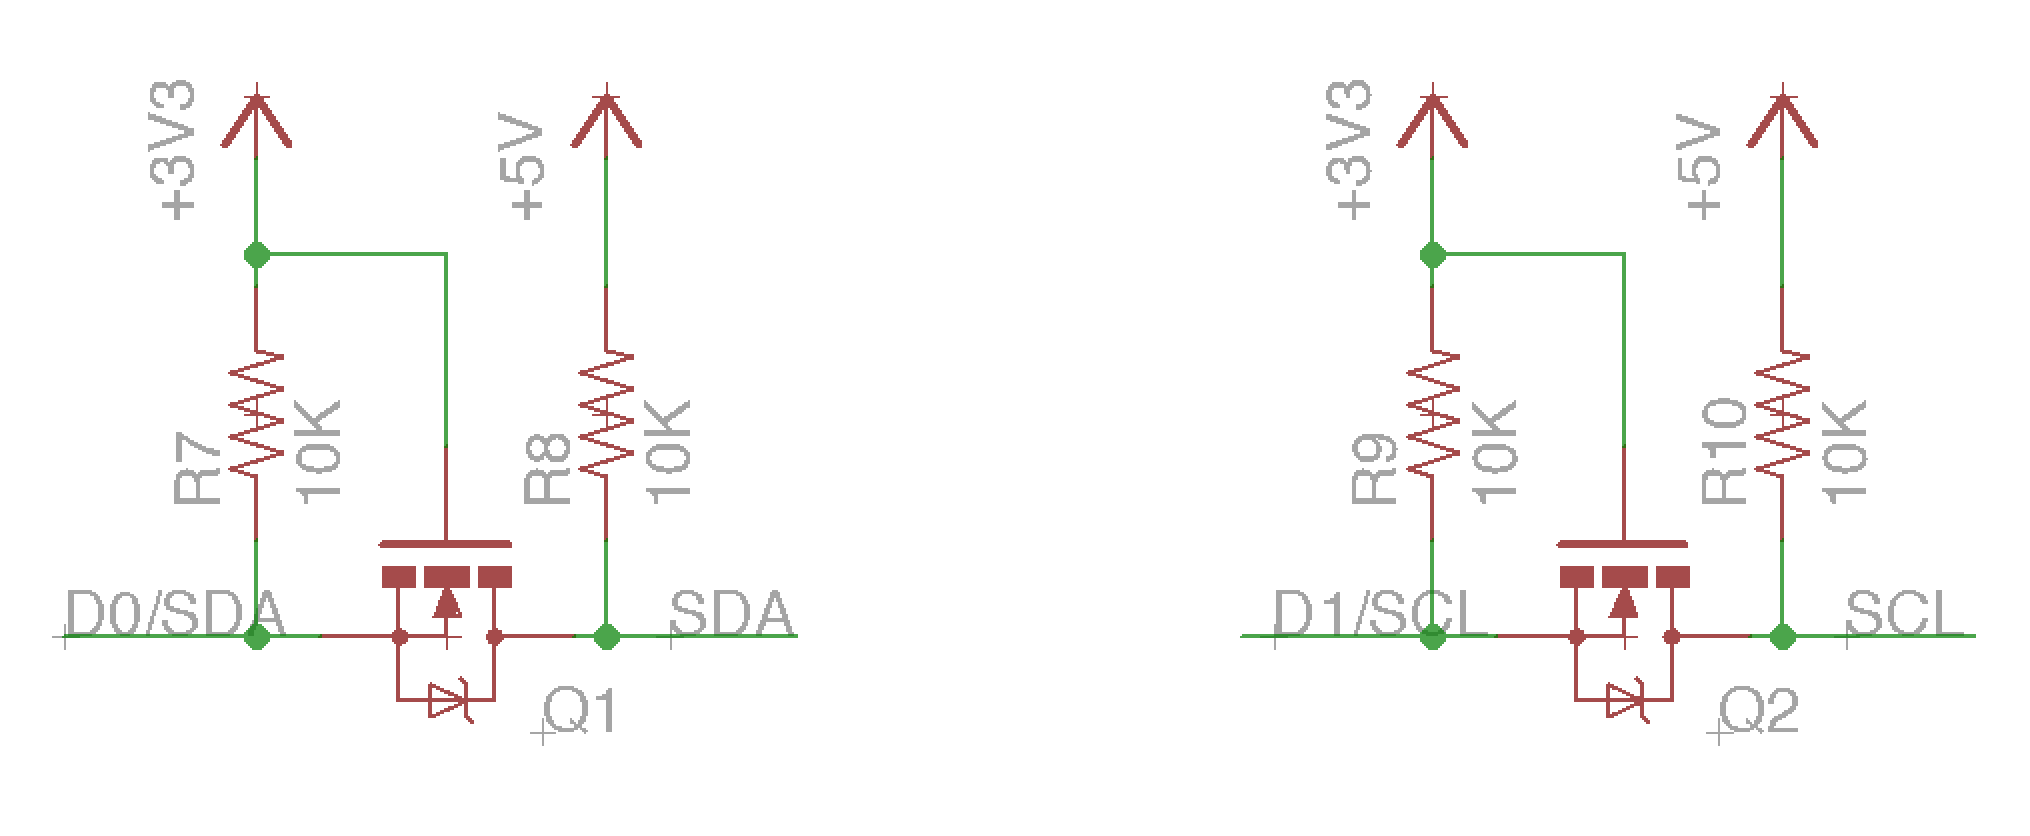 +3V3
+5V
R7
10K
R8
10K
D0/SDA
SDA
Q1
+3V3
+5V
R9
10K
R10
10K
D1/SCL
SCL
Q2